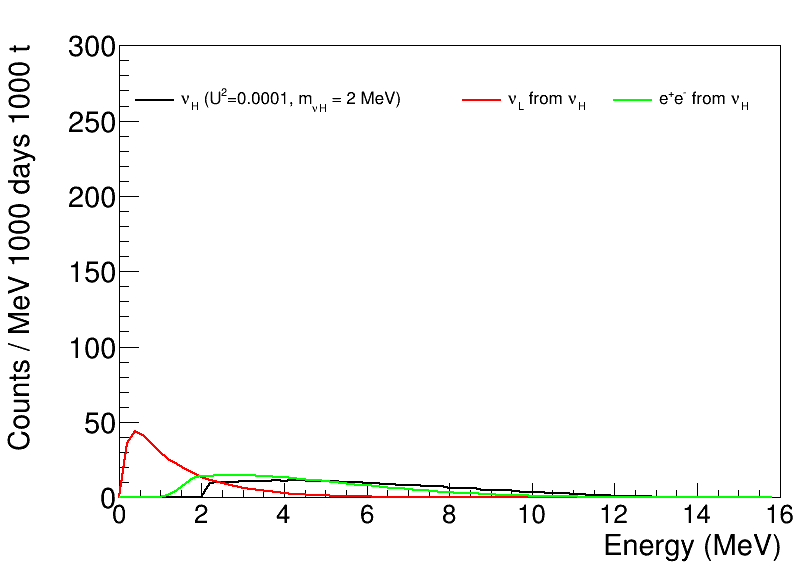 Counts / MeV 1000 days 1000 t
300
250
200
150
100
50
0
ν_H (U²=0.0001, m_νH = 2 MeV)
ν_L from ν_H
e⁺e⁻ from ν_H
0 2 4 6 8 10 12 14 16
Energy (MeV)